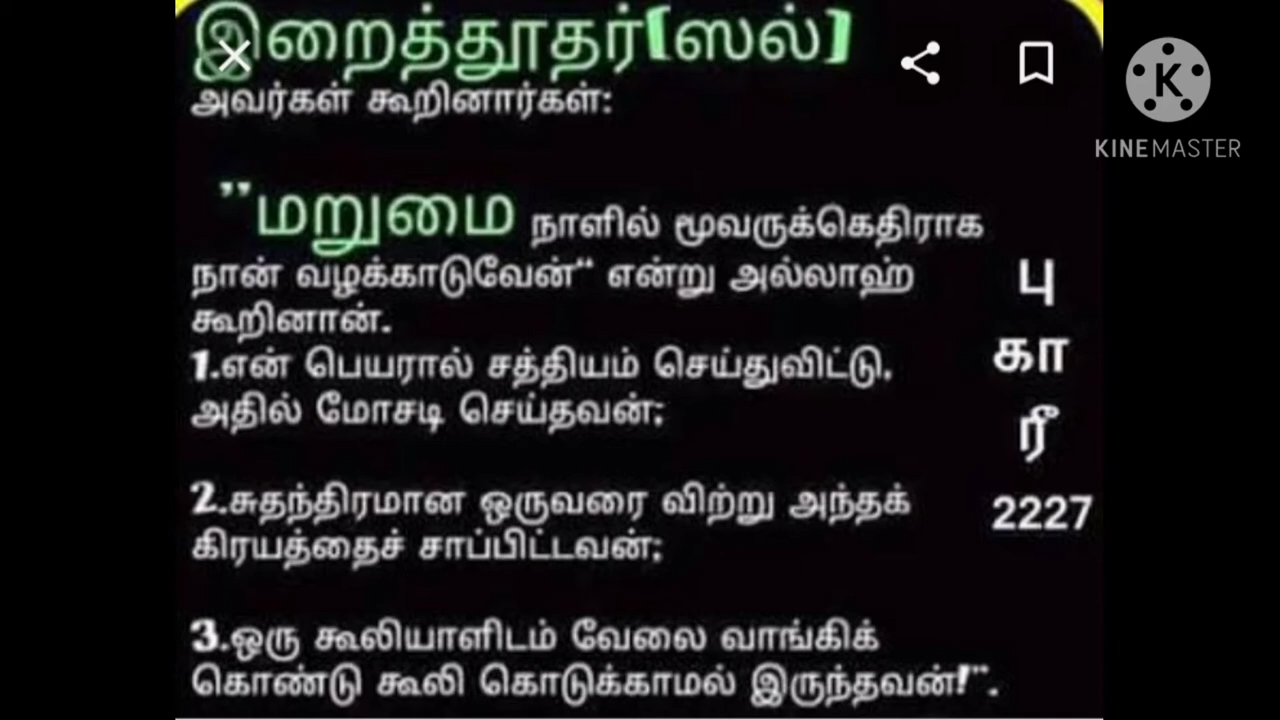 இறைத்தூதர்(ஸல்)
அவர்கள் கூறினார்கள்:
"மறுமை நாளில் மூவருக்கெதிராக
நான் வழக்காடுவேன்" என்று அல்லாஹ்
கூறினான்.
1.என் பெயரால் சத்தியம் செய்துவிட்டு,
அதில் மோசடி செய்தவன்;
2.சுதந்திரமான ஒருவரை விற்று அந்தக்
கிரயத்தைச் சாப்பிட்டவன்;
3.ஒரு கூலியாளிடம் வேலை வாங்கிக்
கொண்டு கூலி கொடுக்காமல் இருந்தவன்!".
பு
கா
ரீ
2227
K
KINEMASTER